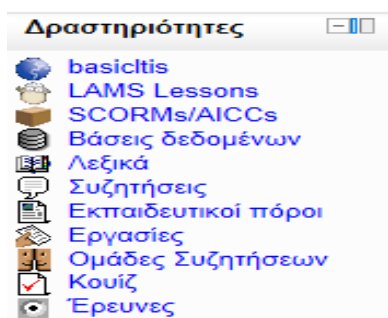 Δραστηριότητες
basicltis
LAMS Lessons
SCORMs/AICCs
Βάσεις δεδομένων
Λεξικά
Συζητήσεις
Εκπαιδευτικοί πόροι
Εργασίες
Ομάδες Συζητήσεων
Κουίζ
Έρευνες